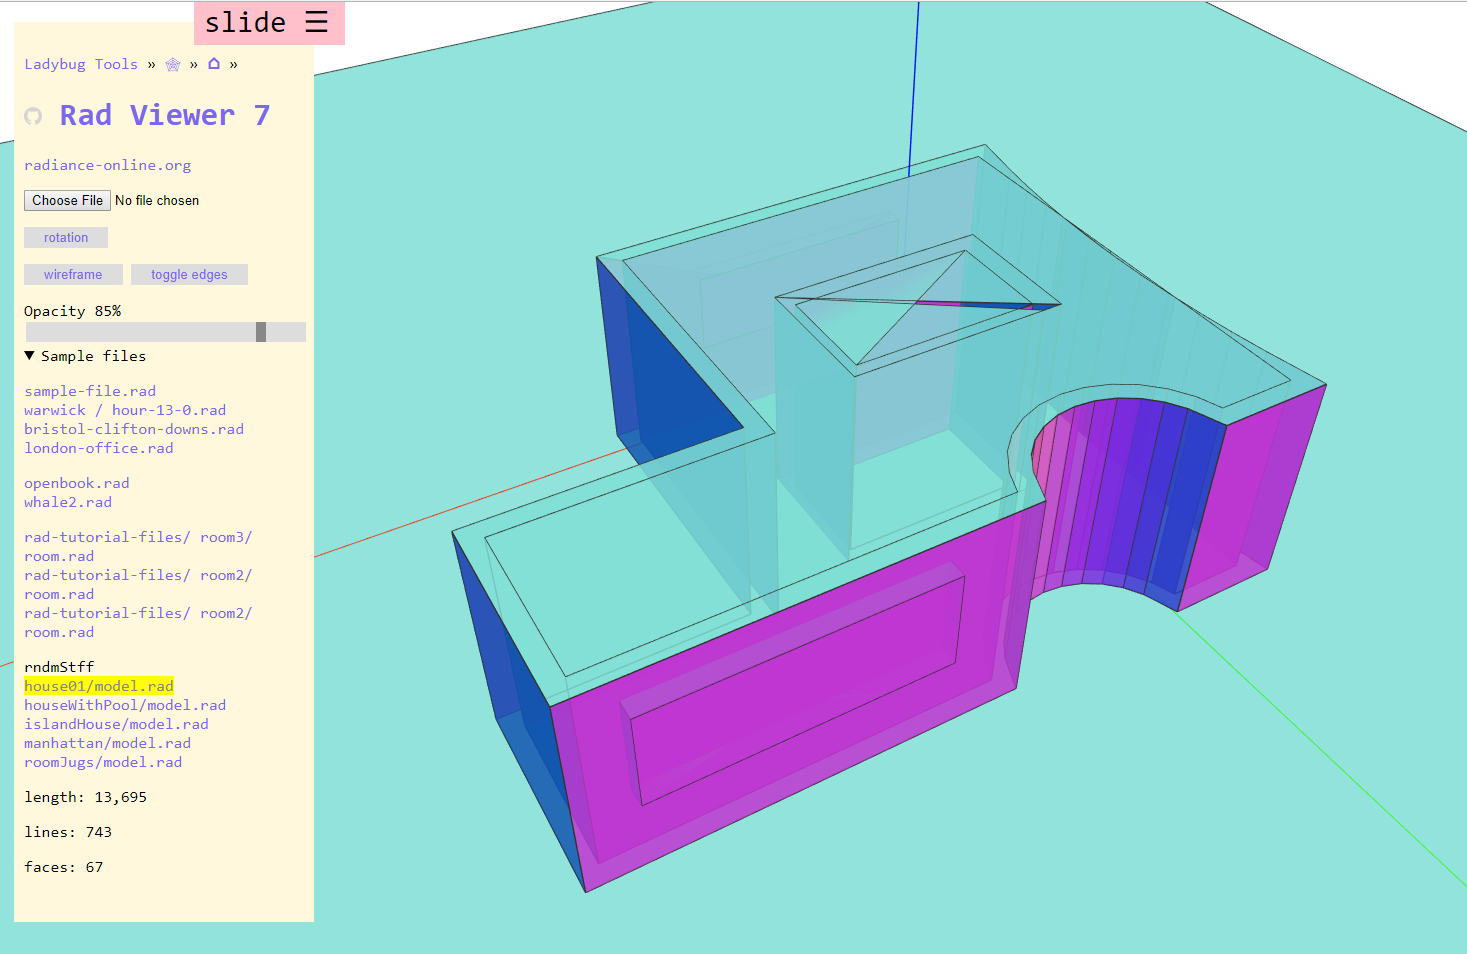 slide ☰
Ladybug Tools » » »
Rad Viewer 7
radiance-online.org
Choose File No file chosen
rotation
wireframe toggle edges
Opacity 85%
▼ Sample files
sample-file.rad
warwick / hour-13-0.rad
bristol-clifton-downs.rad
london-office.rad
openbook.rad
whale2.rad
rad-tutorial-files/ room3/
room.rad
rad-tutorial-files/ room2/
room.rad
rad-tutorial-files/ room2/
room.rad
rndmStff
house01/model.rad
houseWithPool/model.rad
islandHouse/model.rad
manhattan/model.rad
roomJugs/model.rad
length: 13,695
lines: 743
faces: 67